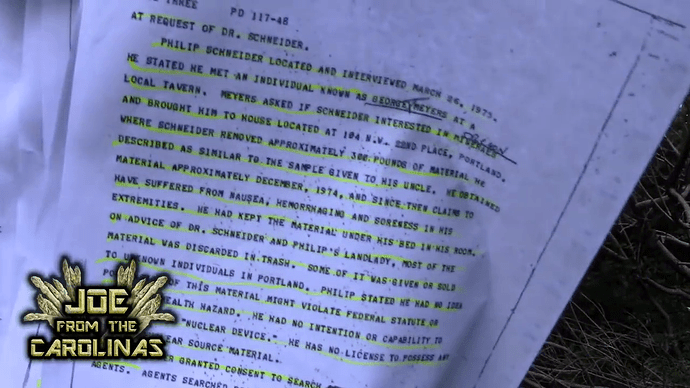 THREE PD 117-48
AT REQUEST OF DR. SCHNEIDER.
PHILIP SCHNEIDER LOCATED AND INTERVIEWED MARCH 26, 1975.
HE STATED HE MET AN INDIVIDUAL KNOWN AS GEORGE MEYERS AT A
LOCAL TAVERN. MEYERS ASKED IF SCHNEIDER INTERESTED IN MINERALS
AND BROUGHT HIM TO HOUSE LOCATED AT 104 N.W. 22ND PLACE, PORTLAND,
WHERE SCHNEIDER REMOVED APPROXIMATELY 300 POUNDS OF MATERIAL HE
DESCRIBED AS SIMILAR TO THE SAMPLE GIVEN TO HIS UNCLE. HE OBTAINED
MATERIAL APPROXIMATELY DECEMBER, 1974, AND SINCE THEN CLAIMS TO
HAVE SUFFERED FROM NAUSEA, HEMORRHAGING AND SORENESS IN HIS
EXTREMITIES. HE HAD KEPT THE MATERIAL UNDER HIS BED IN HIS ROOM.
ON ADVICE OF DR. SCHNEIDER AND PHILIP'S LANDLADY, MOST OF THE
MATERIAL WAS DISCARDED IN TRASH. SOME OF IT WAS GIVEN OR SOLD
TO UNKNOWN INDIVIDUALS IN PORTLAND. PHILIP STATED HE HAD NO IDEA
OF THIS MATERIAL MIGHT VIOLATE FEDERAL STATUTE OR
HEALTH HAZARD. HE HAD NO INTENTION OR CAPABILITY TO
"NUCLEAR DEVICE". HE HAS NO LICENSE TO POSSESS ANY
SOURCE MATERIAL.
GRANTED CONSENT TO SEARCH
AGENTS. AGENTS SEARCHED
JOE
FROM THE
CAROLINAS